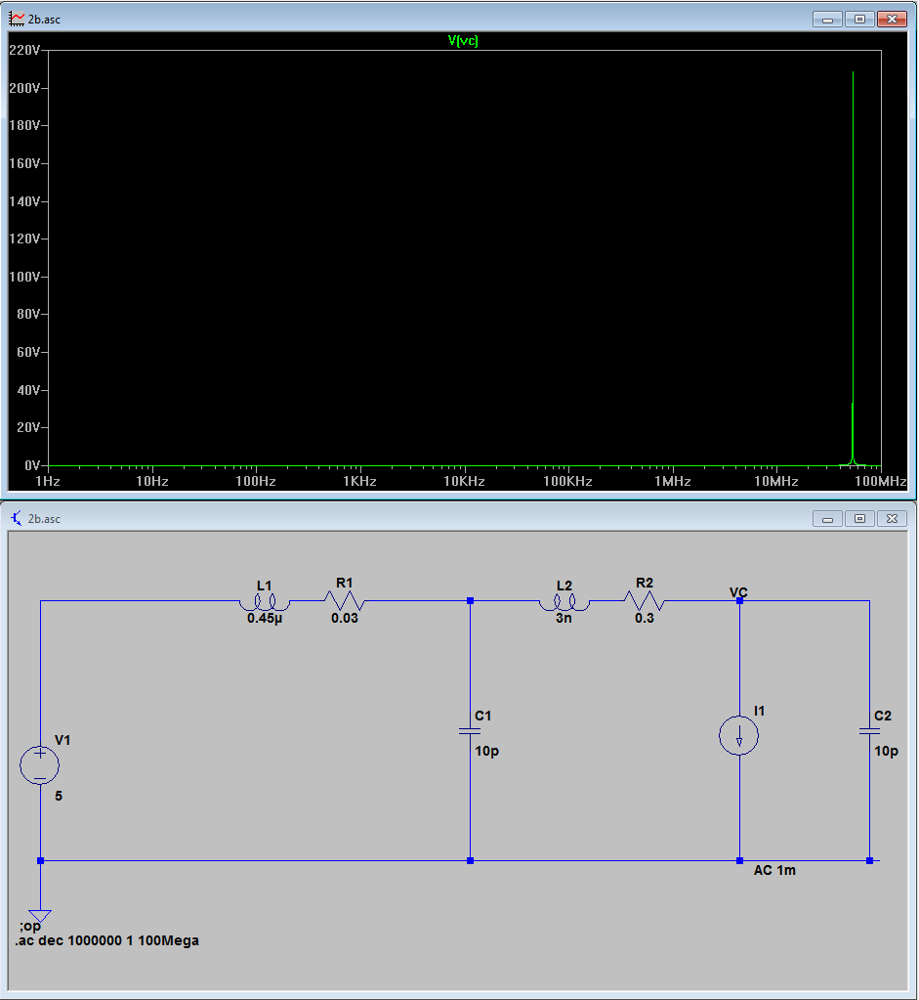 2b.asc
V(vc)
220V
200V
180V
160V
140V
120V
100V
80V
60V
40V
20V
0V
1Hz 10Hz 100Hz 1KHz 10KHz 100KHz 1MHz 10MHz 100MHz
2b.asc
L1 R1 L2 R2 VC
0.45µ 0.03 3n 0.3
I1
C1 C2
V1
10p 10p
5
AC 1m
;op
.ac dec 1000000 1 100Mega